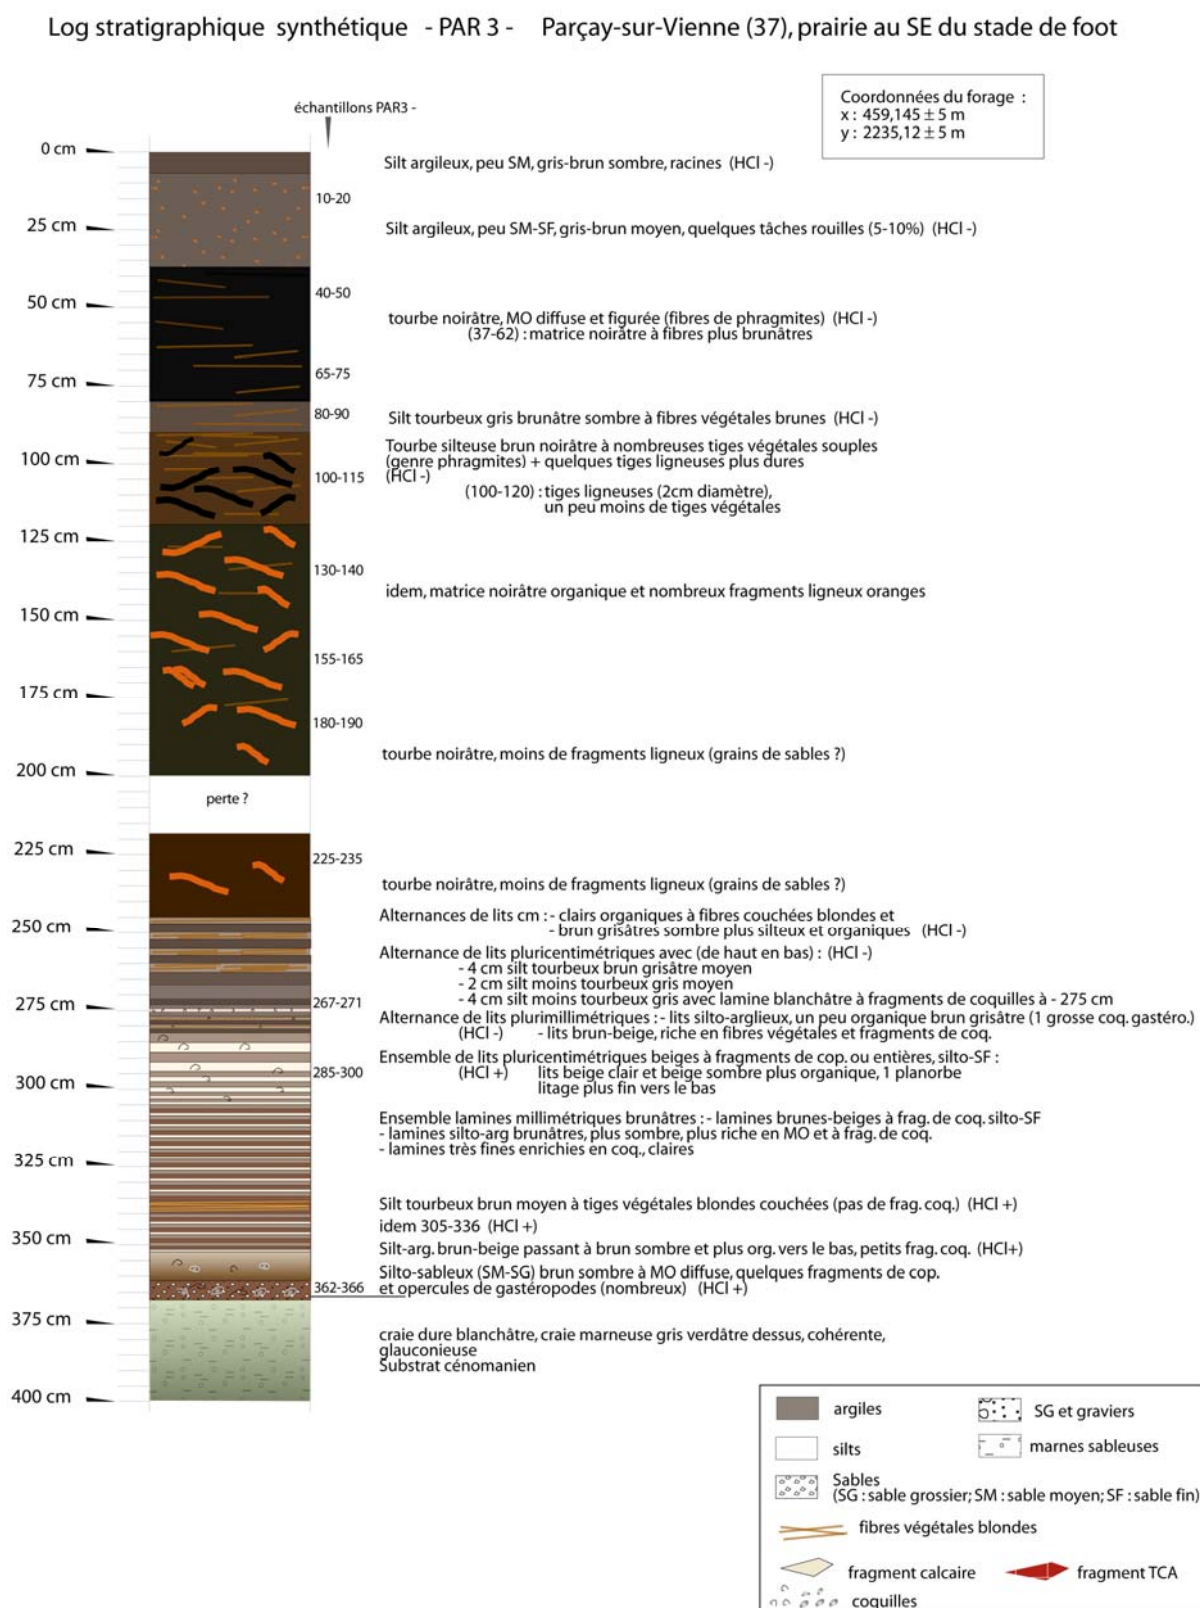 Log stratigraphique synthétique - PAR 3 - Parçay-sur-Vienne (37), prairie au SE du stade de foot
Coordonnées du forage :
x : 459,145 ± 5 m
y : 2235,12 ± 5 m
échantillons PAR3 -
0 cm
Silt argileux, peu SM, gris-brun sombre, racines (HCl -)
10-20
25 cm
Silt argileux, peu SM-SF, gris-brun moyen, quelques tâches rouilles (5-10%) (HCl -)
40-50
50 cm
tourbe noirâtre, MO diffuse et figurée (fibres de phragmites) (HCl -)
(37-62) : matrice noirâtre à fibres plus brunâtres
65-75
75 cm
80-90
Silt tourbeux gris brunâtre sombre à fibres végétales brunes (HCl -)
Tourbe silteuse brun noirâtre à nombreuses tiges végétales souples
100 cm
(genre phragmites) + quelques tiges ligneuses plus dures
100-115
(HCl -)
(100-120) : tiges ligneuses (2cm diamètre),
un peu moins de tiges végétales
125 cm
130-140
idem, matrice noirâtre organique et nombreux fragments ligneux oranges
150 cm
155-165
175 cm
180-190
tourbe noirâtre, moins de fragments ligneux (grains de sables ?)
200 cm
perte ?
225 cm
225-235
tourbe noirâtre, moins de fragments ligneux (grains de sables ?)
Alternances de lits cm : - clairs organiques à fibres couchées blondes et
250 cm
- brun grisâtres sombre plus silteux et organiques (HCl -)
Alternance de lits pluricentimétriques avec (de haut en bas) : (HCl -)
- 4 cm silt tourbeux brun grisâtre moyen
- 2 cm silt moins tourbeux gris moyen
- 4 cm silt moins tourbeux gris avec lamine blanchâtre à fragments de coquilles à - 275 cm
267-271
275 cm
Alternance de lits plurimillimétriques : - lits silto-arglieux, un peu organique brun grisâtre (1 grosse coq. gastéro.)
(HCl -) - lits brun-beige, riche en fibres végétales et fragments de coq.
Ensemble de lits pluricentimétriques beiges à fragments de cop. ou entières, silto-SF :
285-300
(HCl +) lits beige clair et beige sombre plus organique, 1 planorbe
300 cm
litage plus fin vers le bas
Ensemble lamines millimétriques brunâtres : - lamines brunes-beiges à frag. de coq. silto-SF
- lamines silto-arg brunâtres, plus sombre, plus riche en MO et à frag. de coq.
- lamines très fines enrichies en coq., claires
325 cm
Silt tourbeux brun moyen à tiges végétales blondes couchées (pas de frag. coq.) (HCl +)
idem 305-336 (HCl +)
350 cm
Silt-arg. brun-beige passant à brun sombre et plus org. vers le bas, petits frag. coq. (HCl+)
Silto-sableux (SM-SG) brun sombre à MO diffuse, quelques fragments de cop.
362-366
et opercules de gastéropodes (nombreux) (HCl +)
375 cm
craie dure blanchâtre, craie marneuse gris verdâtre dessus, cohérente,
glauconieuse
Substrat cénomanien
400 cm
argiles
SG et graviers
silts
marnes sableuses
Sables
(SG : sable grossier; SM : sable moyen; SF : sable fin)
fibres végétales blondes
fragment calcaire
fragment TCA
coquilles